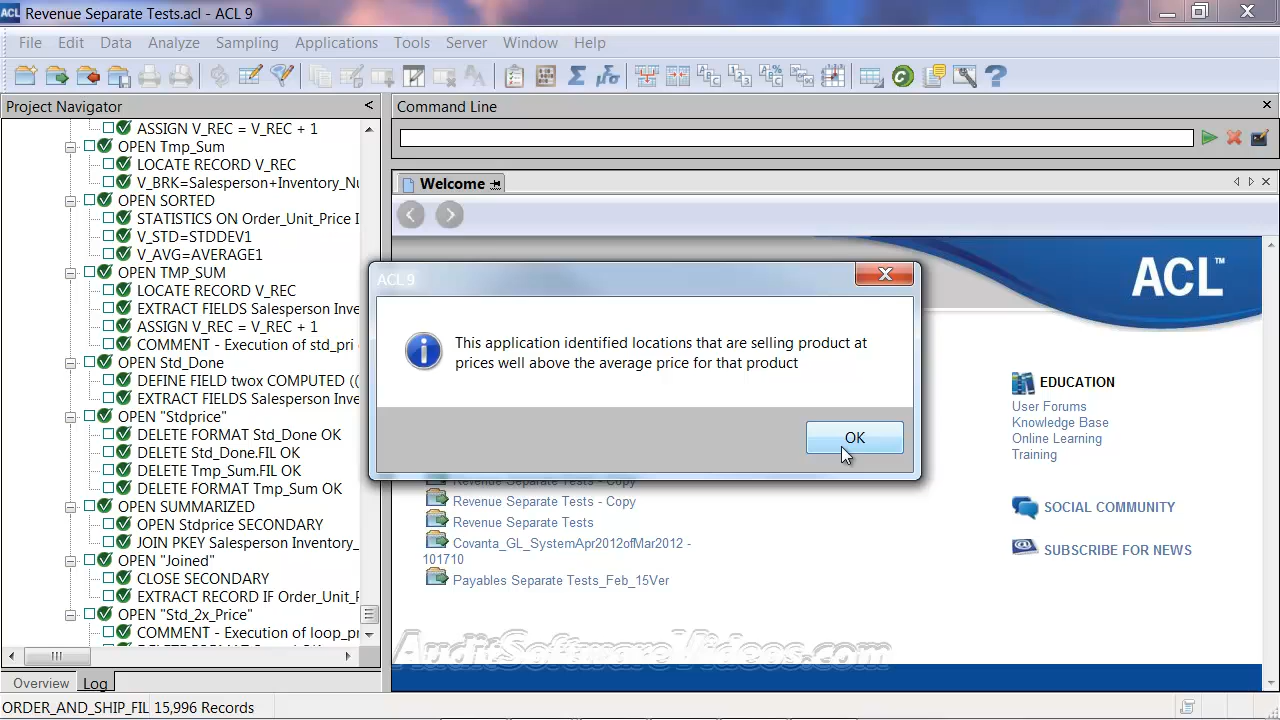 ACL Revenue Separate Tests.acl - ACL 9
File Edit Data Analyze Sampling Applications Tools Server Window Help
Project Navigator <
ASSIGN V_REC = V_REC + 1
OPEN Tmp_Sum
LOCATE RECORD V_REC
V_BRK=Salesperson+Inventory_Nu
OPEN SORTED
STATISTICS ON Order_Unit_Price I
V_STD=STDDEV1
V_AVG=AVERAGE1
OPEN TMP_SUM
LOCATE RECORD V_REC
EXTRACT FIELDS Salesperson Inve
ASSIGN V_REC = V_REC + 1
COMMENT - Execution of std_pri
OPEN Std_Done
DEFINE FIELD twox COMPUTED ((
EXTRACT FIELDS Salesperson Inve
OPEN "Stdprice"
DELETE FORMAT Std_Done OK
DELETE Std_Done.FIL OK
DELETE Tmp_Sum.FIL OK
DELETE FORMAT Tmp_Sum OK
OPEN SUMMARIZED
OPEN Stdprice SECONDARY
JOIN PKEY Salesperson Inventory_
OPEN "Joined"
CLOSE SECONDARY
EXTRACT RECORD IF Order_Unit_P
OPEN "Std_2x_Price"
COMMENT - Execution of loop_pr
Overview Log
ORDER_AND_SHIP_FIL 15,996 Records
Command Line
Welcome
ACL™
ACL 9
This application identified locations that are selling product at
prices well above the average price for that product
OK
Revenue Separate Tests - Copy
Revenue Separate Tests - Copy
Revenue Separate Tests
Covanta_GL_SystemApr2012ofMar2012 -
101710
Payables Separate Tests_Feb_15Ver
EDUCATION
User Forums
Knowledge Base
Online Learning
Training
SOCIAL COMMUNITY
SUBSCRIBE FOR NEWS
AuditSoftwareVideos.com